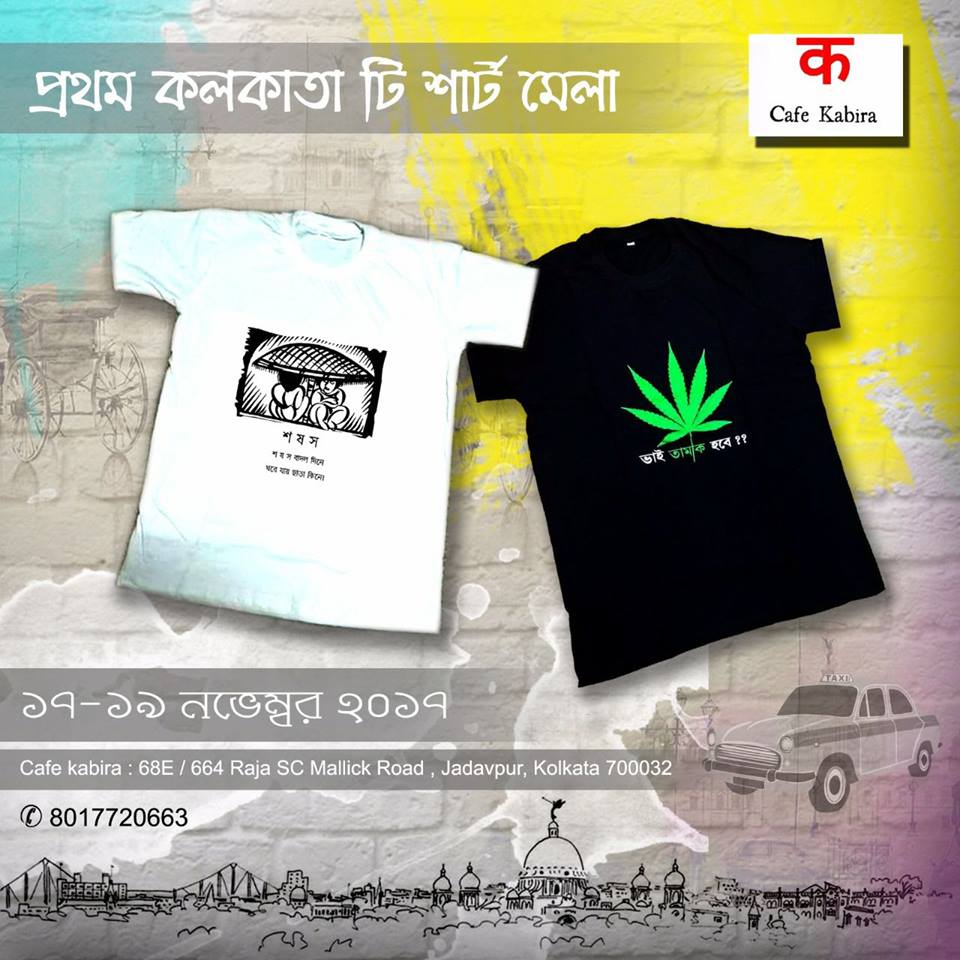 প্রথম কলকাতা টি শার্ট মেলা
क
Cafe Kabira
শ ষ স
শ ষ স বাদল দিনে
ঘরে যায় ছাতা কিনে।
ভাই তামাক হবে ??
১৭-১৯ নভেম্বর ২০১৭
TAXI
Cafe kabira : 68E / 664 Raja SC Mallick Road , Jadavpur, Kolkata 700032
✆ 8017720663